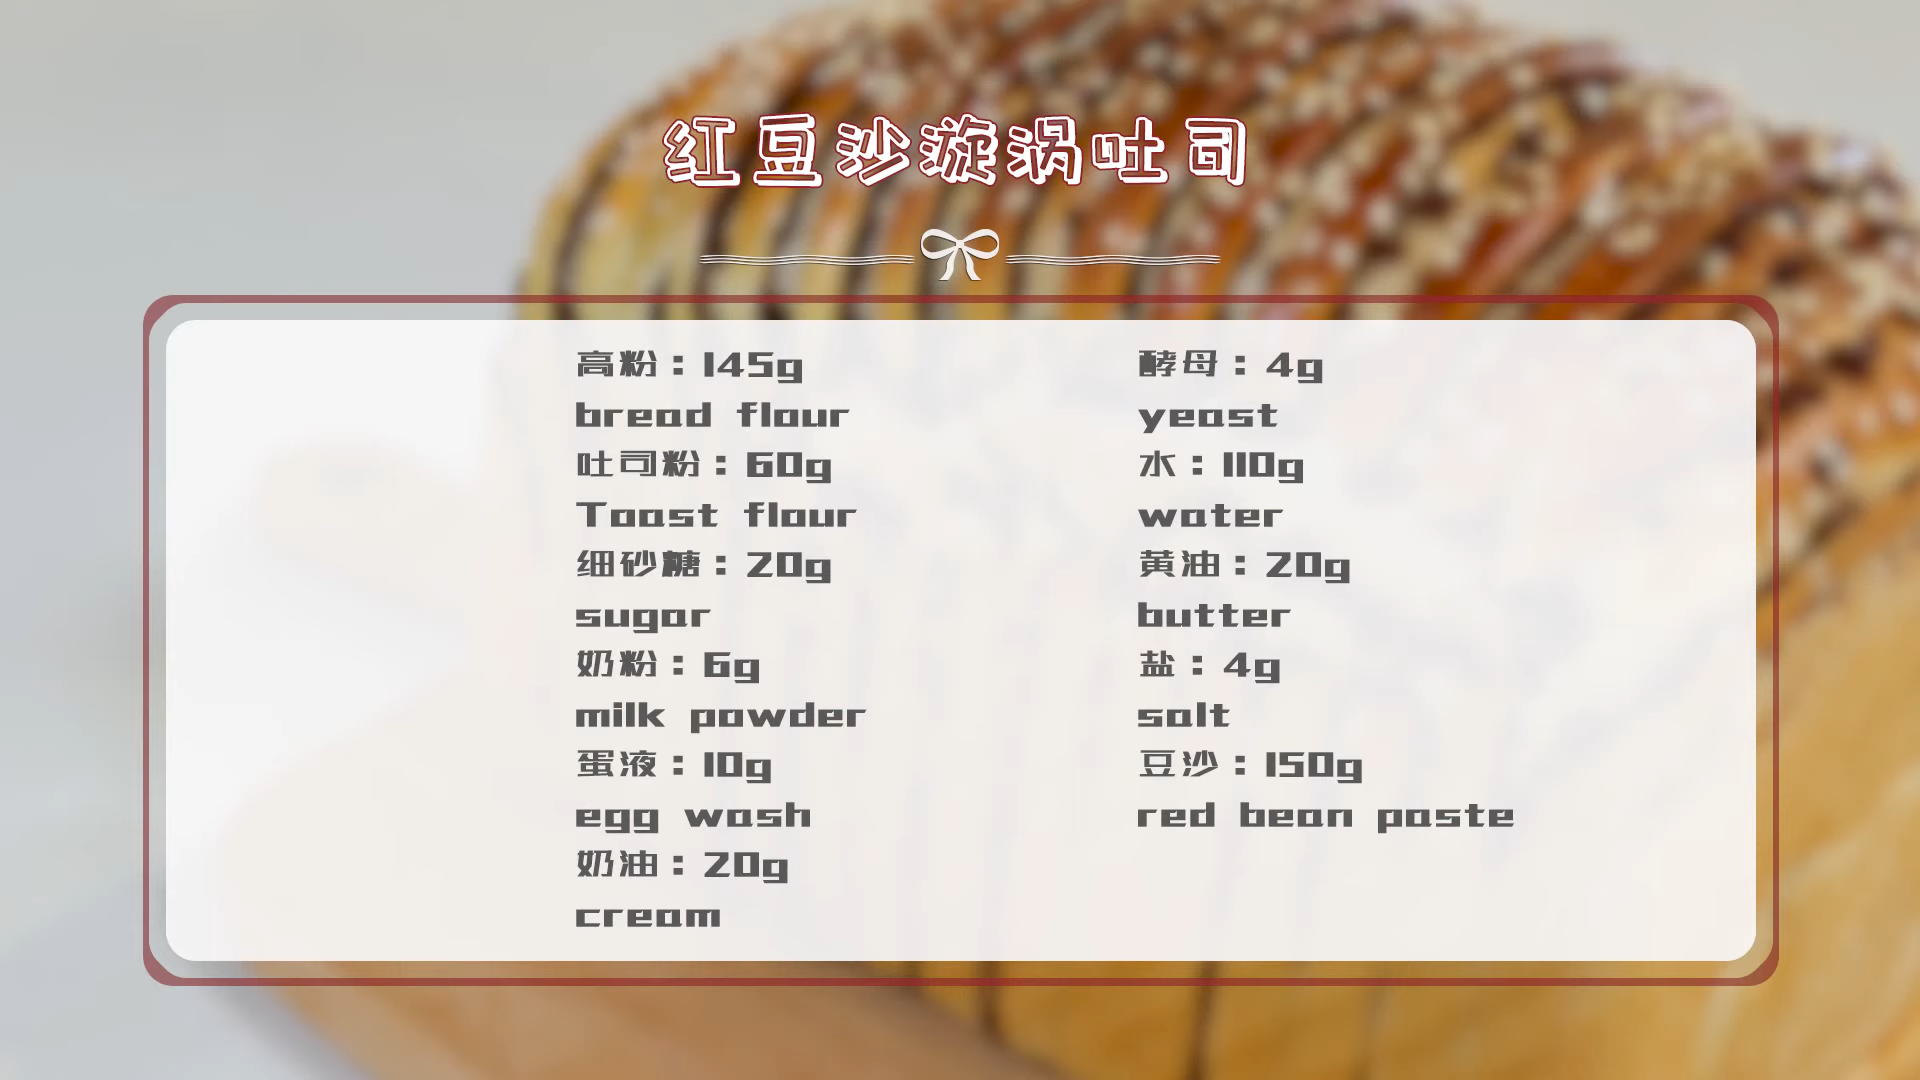 红豆沙漩涡吐司
高粉：145g
bread flour
吐司粉：60g
Toast flour
细砂糖：20g
sugar
奶粉：6g
milk powder
蛋液：10g
egg wash
奶油：20g
cream
酵母：4g
yeast
水：110g
water
黄油：20g
butter
盐：4g
salt
豆沙：150g
red bean paste